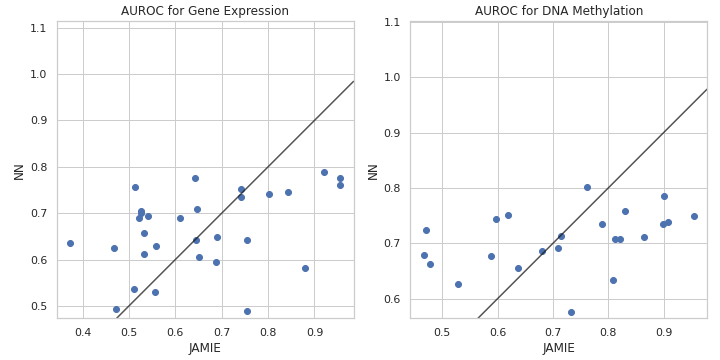 AUROC for Gene Expression
1.1
1.0
0.9
0.8
0.7
0.6
0.5
NN
0.4 0.5 0.6 0.7 0.8 0.9
JAMIE
AUROC for DNA Methylation
1.1
1.0
0.9
0.8
0.7
0.6
NN
0.5 0.6 0.7 0.8 0.9
JAMIE